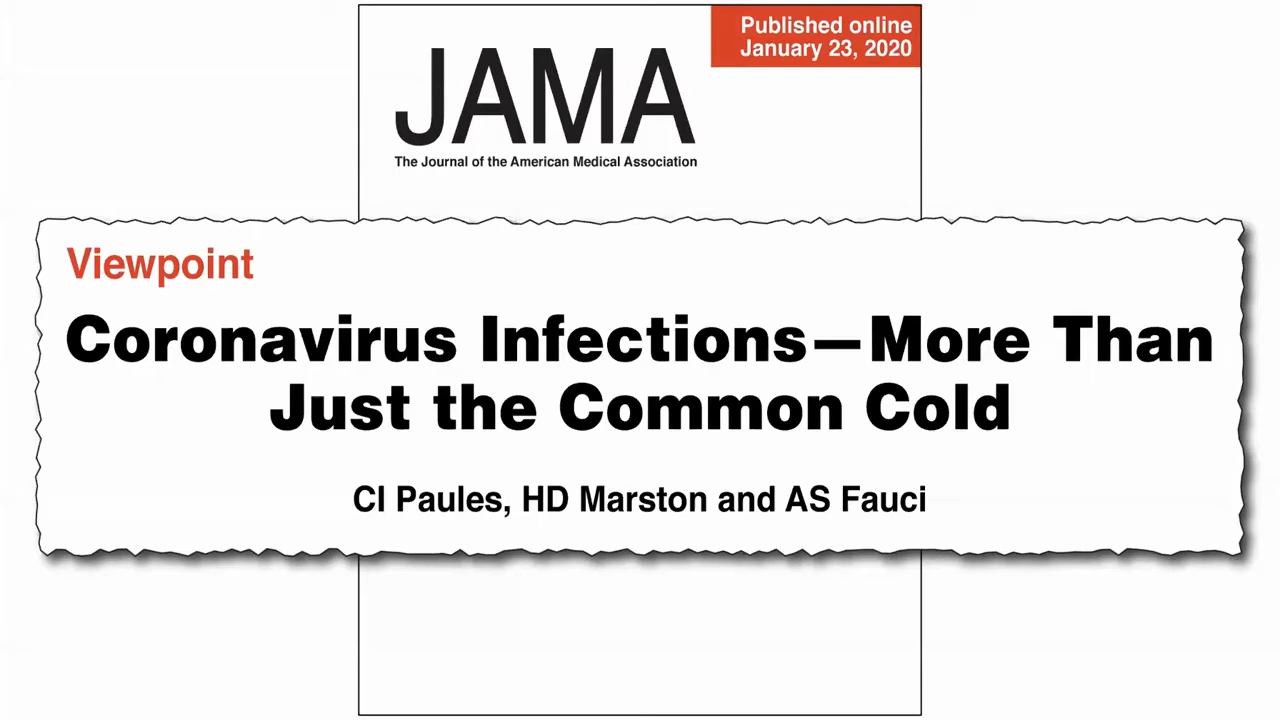 Published online
January 23, 2020
JAMA
The Journal of the American Medical Association
Viewpoint
Coronavirus Infections—More Than
Just the Common Cold
CI Paules, HD Marston and AS Fauci